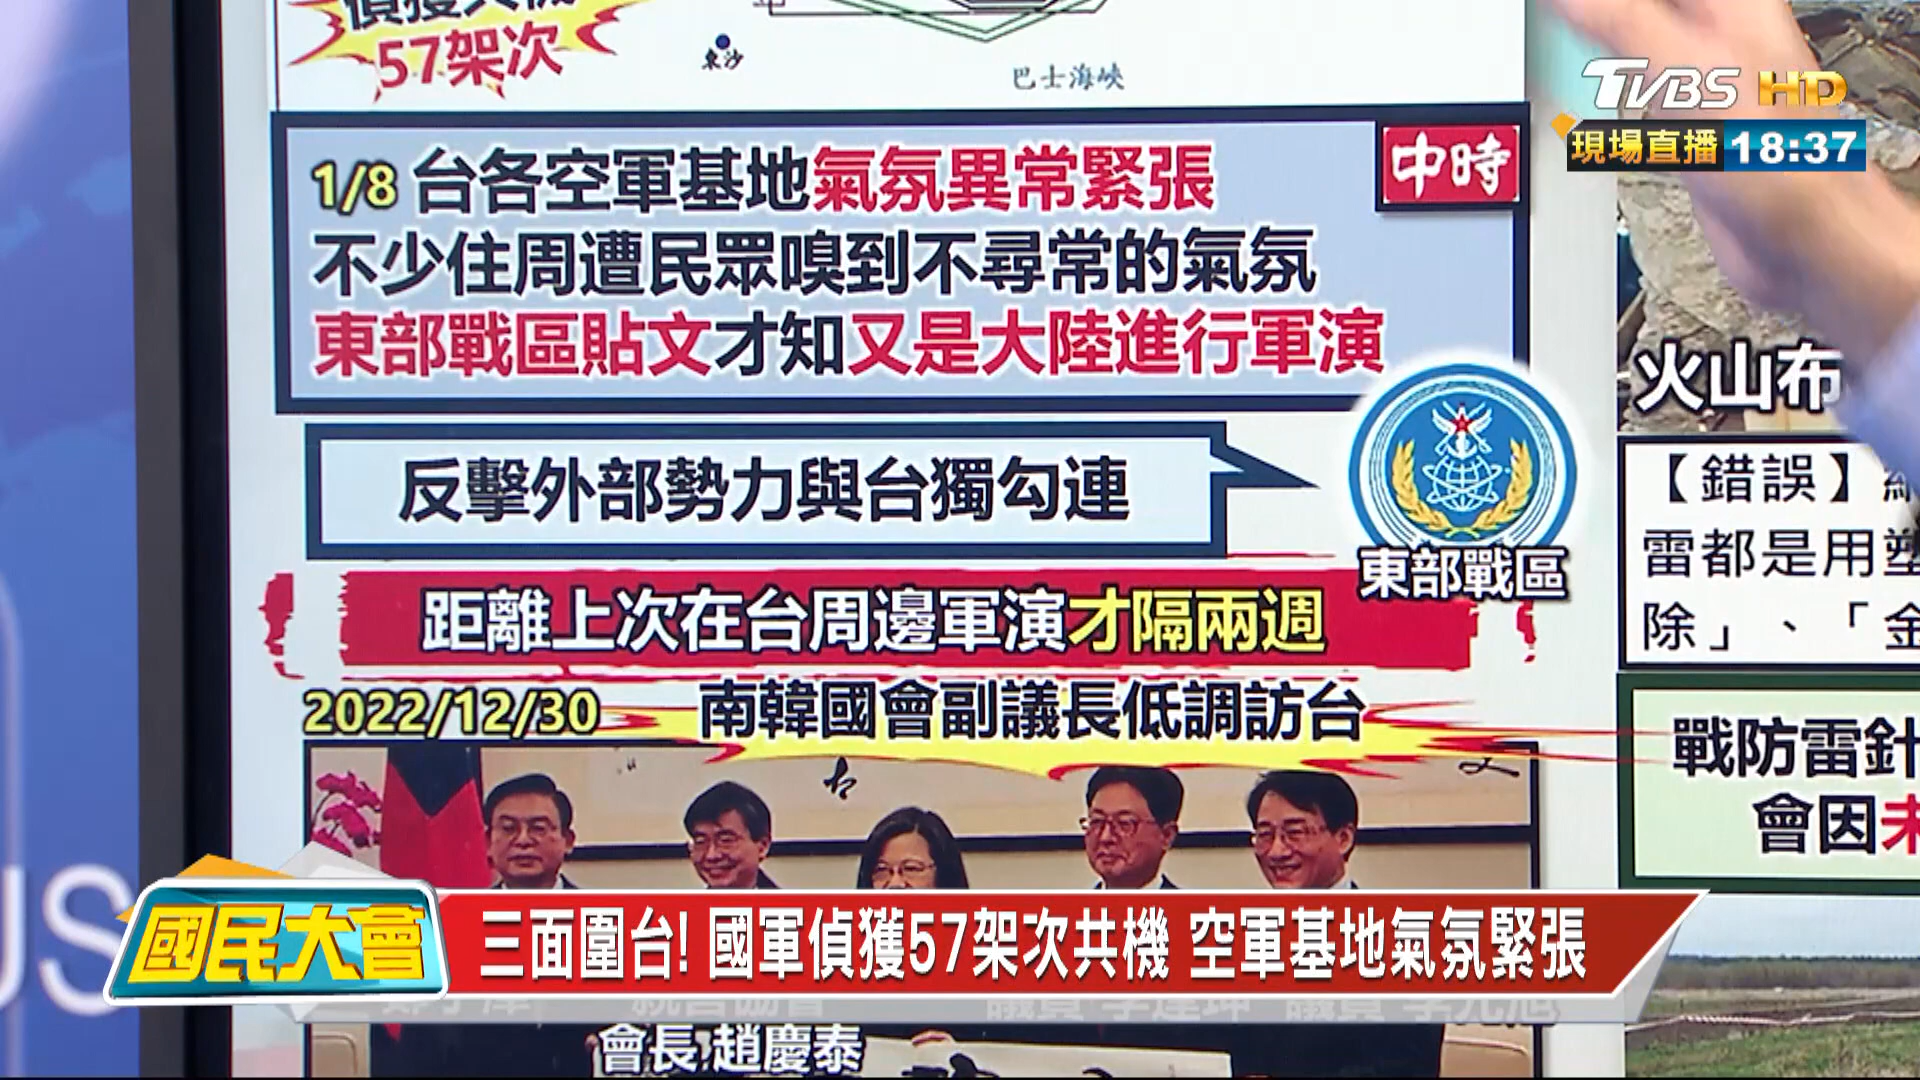 57架次
東沙
巴士海峽
TVBS HD
現場直播 18:37
中時
1/8 台各空軍基地氣氛異常緊張
不少住周遭民眾嗅到不尋常的氣氛
東部戰區貼文才知又是大陸進行軍演
反擊外部勢力與台獨勾連
東部戰區
距離上次在台周邊軍演才隔兩週
2022/12/30 南韓國會副議長低調訪台
火山布
【錯誤】
雷都是用塑
除」、「金
戰防雷針
會因未
國民大會
三面圍台! 國軍偵獲57架次共機 空軍基地氣氛緊張
會長 趙慶泰